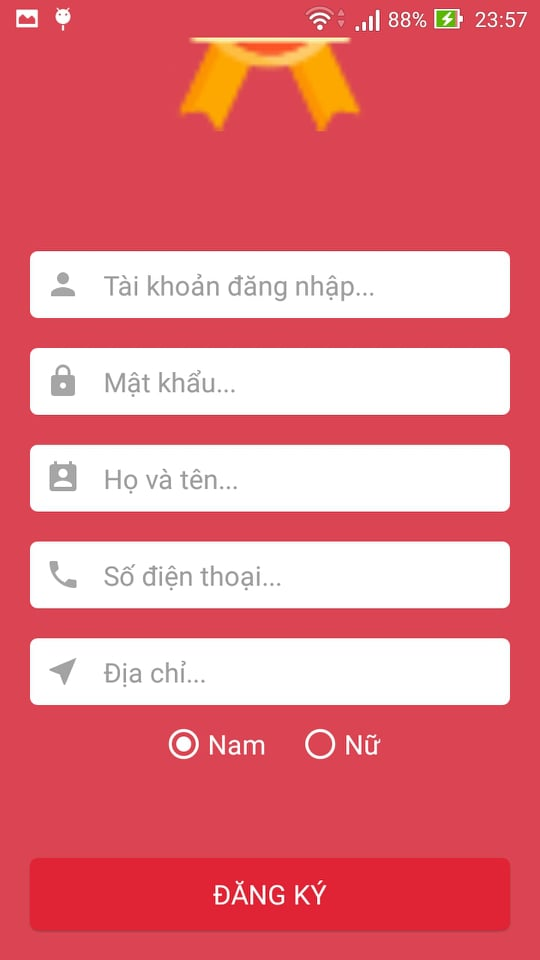 88% 23:57
Tài khoản đăng nhập...
Mật khẩu...
Họ và tên...
Số điện thoại...
Địa chỉ...
Nam Nữ
ĐĂNG KÝ